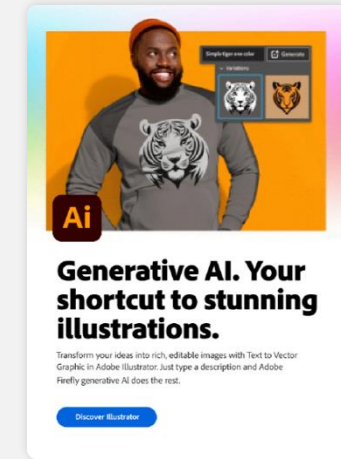 Simple tiger one color
Generate
Variations
Ai
Generative AI. Your
shortcut to stunning
illustrations.
Transform your ideas into rich, editable images with Text to Vector
Graphic in Adobe Illustrator. Just type a description and Adobe
Firefly generative AI does the rest.
Discover Illustrator